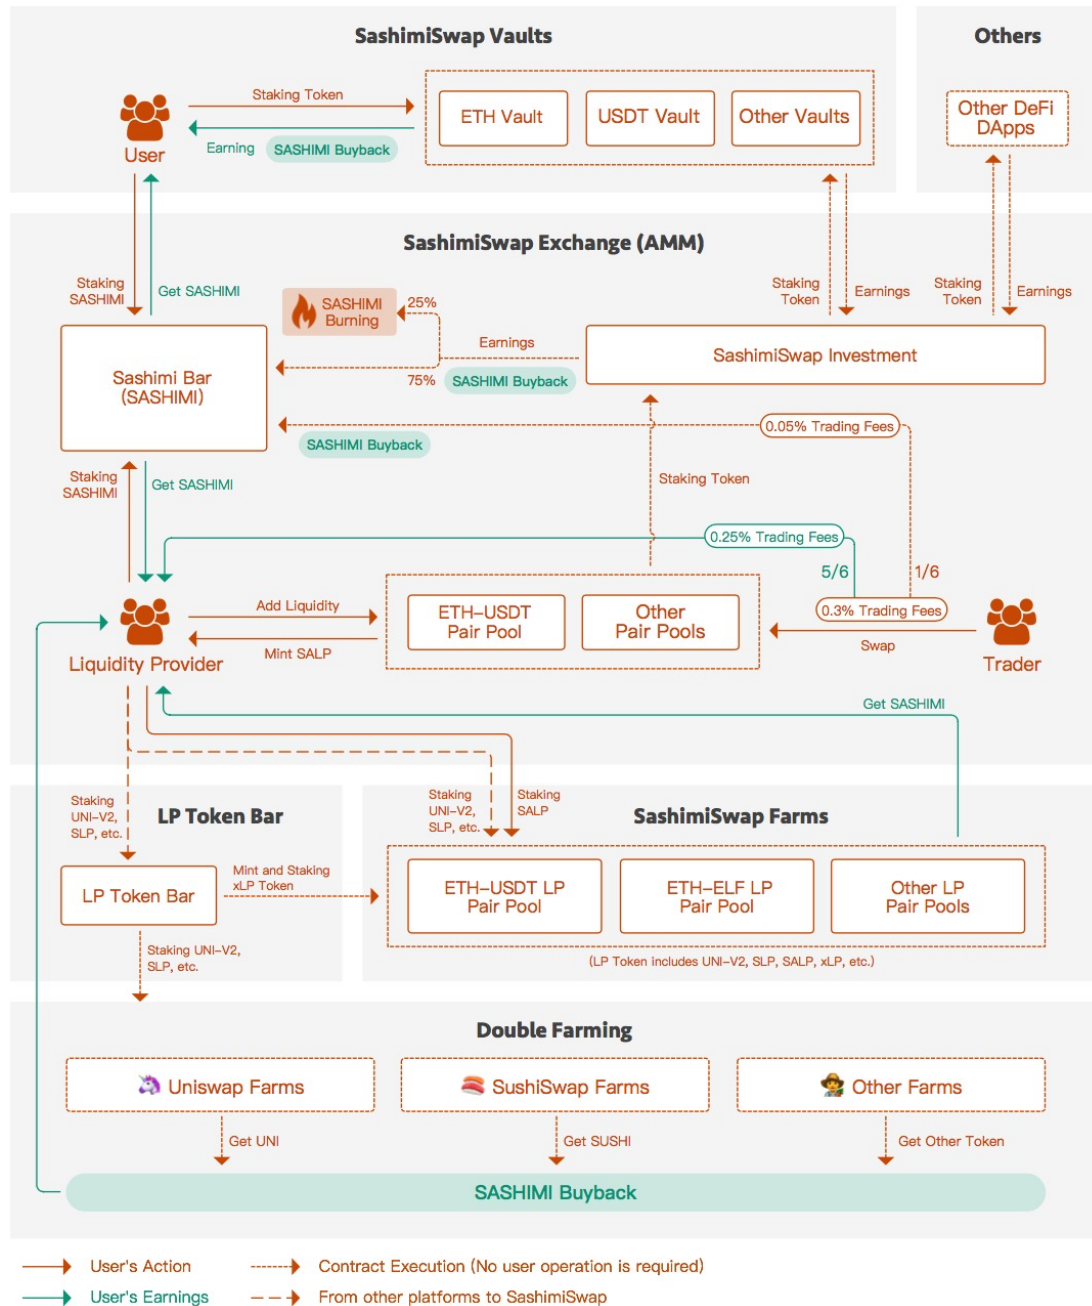 SashimiSwap Vaults
Others
Staking Token
ETH Vault
USDT Vault
Other Vaults
Other DeFi
DApps
Earning
SASHIMI Buyback
User
SashimiSwap Exchange (AMM)
Staking
SASHIMI
Get SASHIMI
SASHIMI
Burning
25%
Staking
Token
Earnings
Staking
Token
Earnings
Earnings
SashimiSwap Investment
Sashimi Bar
(SASHIMI)
75%
SASHIMI Buyback
0.05% Trading Fees
SASHIMI Buyback
Staking
SASHIMI
Get SASHIMI
Staking Token
0.25% Trading Fees
5/6
1/6
0.3% Trading Fees
Add Liquidity
ETH-USDT
Pair Pool
Other
Pair Pools
Mint SALP
Swap
Liquidity Provider
Trader
Get SASHIMI
Staking
UNI-V2,
SLP, etc.
LP Token Bar
Staking
UNI-V2,
SLP, etc.
Staking
SALP
SashimiSwap Farms
LP Token Bar
Mint and Staking
xLP Token
ETH-USDT LP
Pair Pool
ETH-ELF LP
Pair Pool
Other LP
Pair Pools
Staking UNI-V2,
SLP, etc.
(LP Token includes UNI-V2, SLP, SALP, xLP, etc.)
Double Farming
Uniswap Farms
SushiSwap Farms
Other Farms
Get UNI
Get SUSHI
Get Other Token
SASHIMI Buyback
User's Action
Contract Execution (No user operation is required)
User's Earnings
From other platforms to SashimiSwap